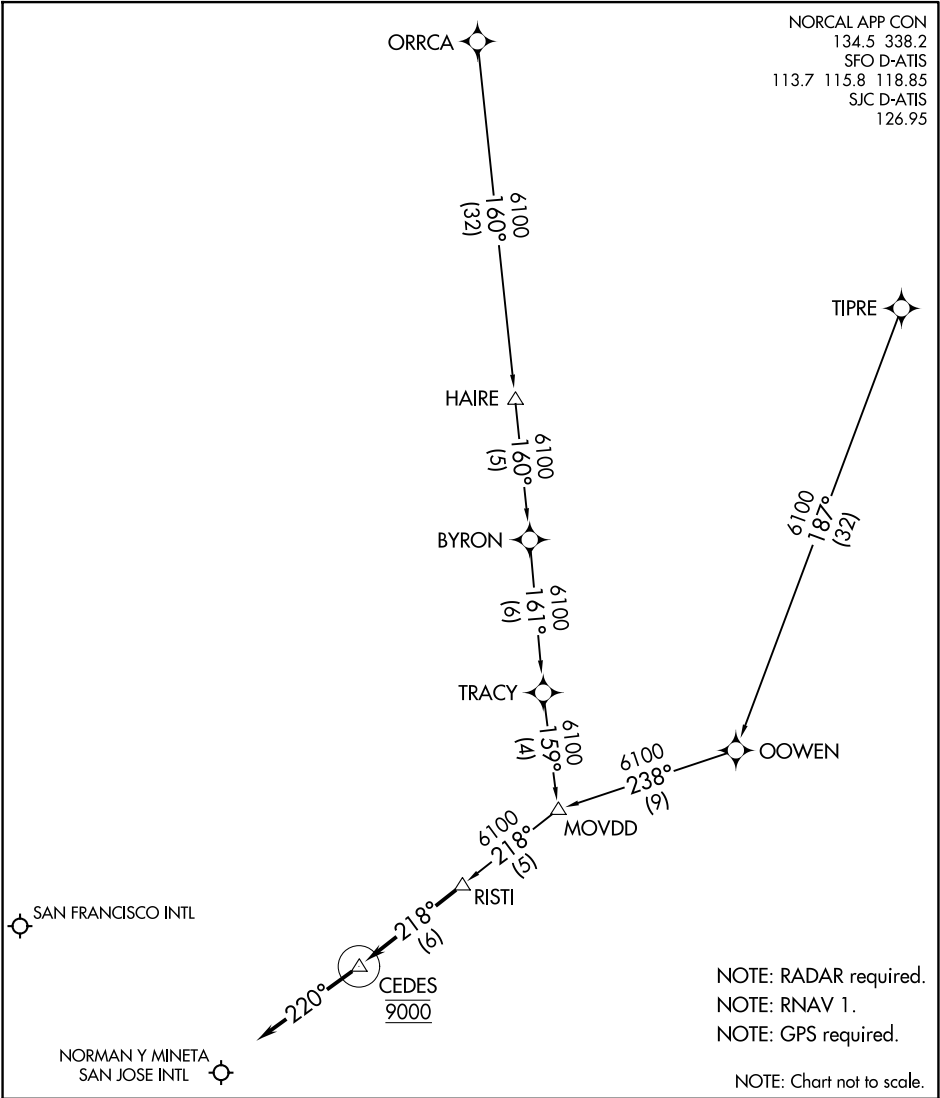 NORCAL APP CON
134.5 338.2
SFO D-ATIS
113.7 115.8 118.85
SJC D-ATIS
126.95
ORRCA
6100
160°
(32)
TIPRE
HAIRE
6100
160°
(5)
6100
187°
(32)
BYRON
6100
161°
(6)
TRACY
6100
159°
(4)
OOWEN
6100
238°
(9)
MOVDD
6100
218°
(5)
RISTI
SAN FRANCISCO INTL
218°
(6)
CEDES
9000
220°
NORMAN Y MINETA
SAN JOSE INTL
NOTE: RADAR required.
NOTE: RNAV 1.
NOTE: GPS required.
NOTE: Chart not to scale.